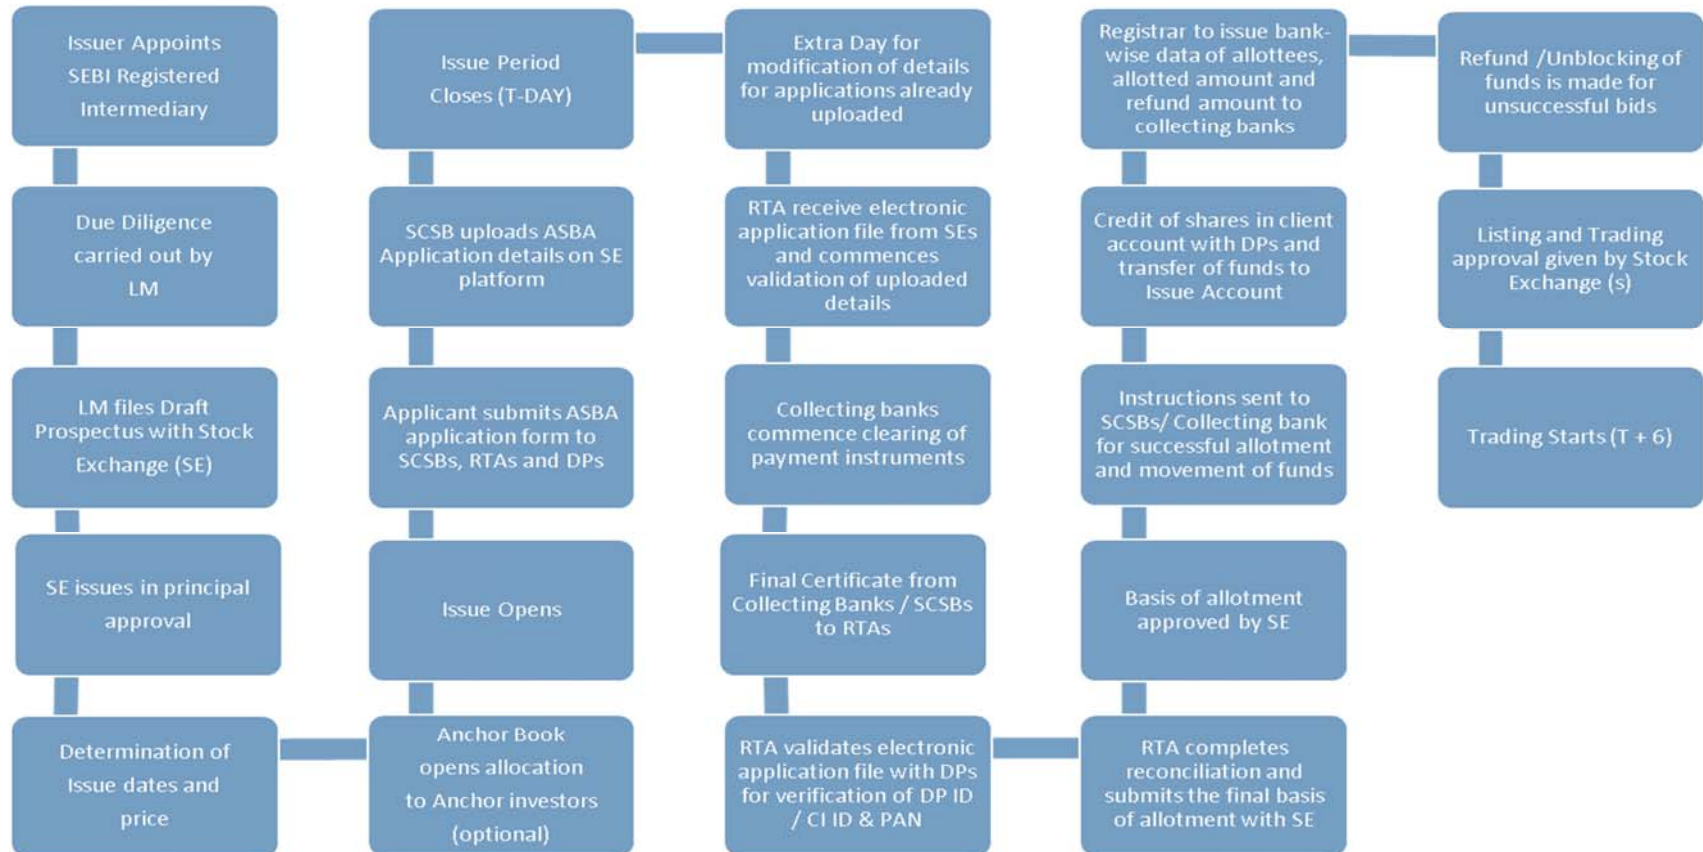 Issuer Appoints
SEBI Registered
Intermediary
Due Diligence
carried out by
LM
LM files Draft
Prospectus with Stock
Exchange (SE)
SE issues in principal
approval
Determination of
Issue dates and
price
Anchor Book
opens allocation
to Anchor investors
(optional)
Issue Opens
Applicant submits ASBA
application form to
SCSBs, RTAs and DPs
SCSB uploads ASBA
Application details on SE
platform
Issue Period
Closes (T-DAY)
Extra Day for
modification of details
for applications already
uploaded
RTA receive electronic
application file from SEs
and commences
validation of uploaded
details
Collecting banks
commence clearing of
payment instruments
Final Certificate from
Collecting Banks / SCSBs
to RTAs
RTA validates electronic
application file with DPs
for verification of DP ID
/ CI ID & PAN
RTA completes
reconciliation and
submits the final basis
of allotment with SE
Basis of allotment
approved by SE
Instructions sent to
SCSBs/ Collecting bank
for successful allotment
and movement of funds
Credit of shares in client
account with DPs and
transfer of funds to
Issue Account
Registrar to issue bank-
wise data of allottees,
allotted amount and
refund amount to
collecting banks
Refund /Unblocking of
funds is made for
unsuccessful bids
Listing and Trading
approval given by Stock
Exchange (s)
Trading Starts (T + 6)